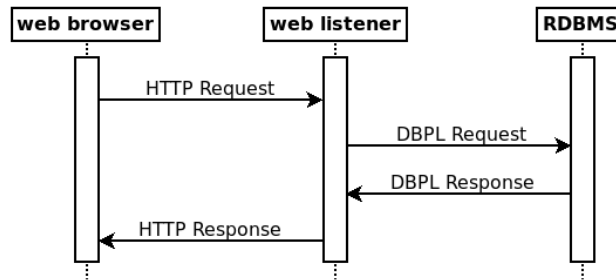 web browser
web listener
RDBMS
HTTP Request
DBPL Request
DBPL Response
HTTP Response